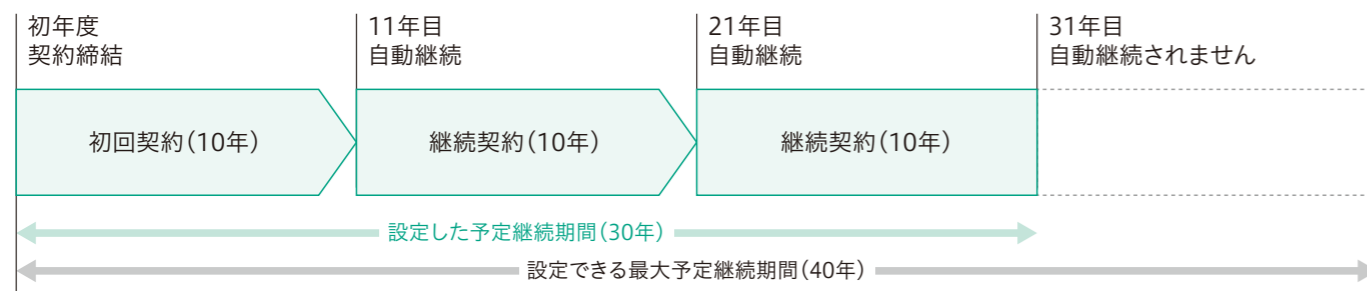 初年度
契約締結
11年目
自動継続
21年目
自動継続
31年目
自動継続されません
初回契約(10年)
継続契約(10年)
継続契約(10年)
設定した予定継続期間(30年)
設定できる最大予定継続期間(40年)